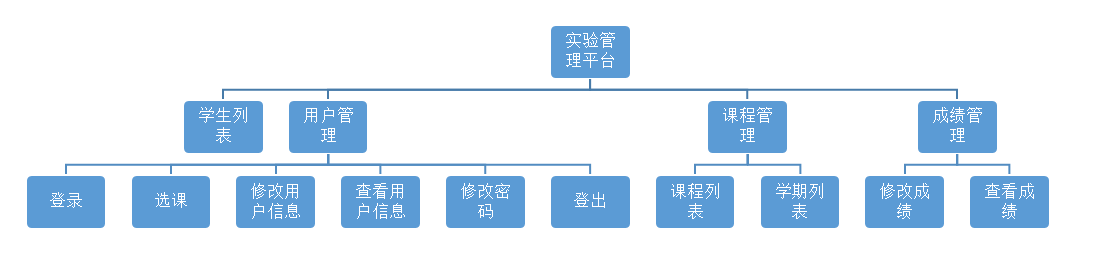 实验管
理平台
学生列
表
用户管
理
课程管
理
成绩管
理
登录
选课
修改用
户信息
查看用
户信息
修改密
码
登出
课程列
表
学期列
表
修改成
绩
查看成
绩